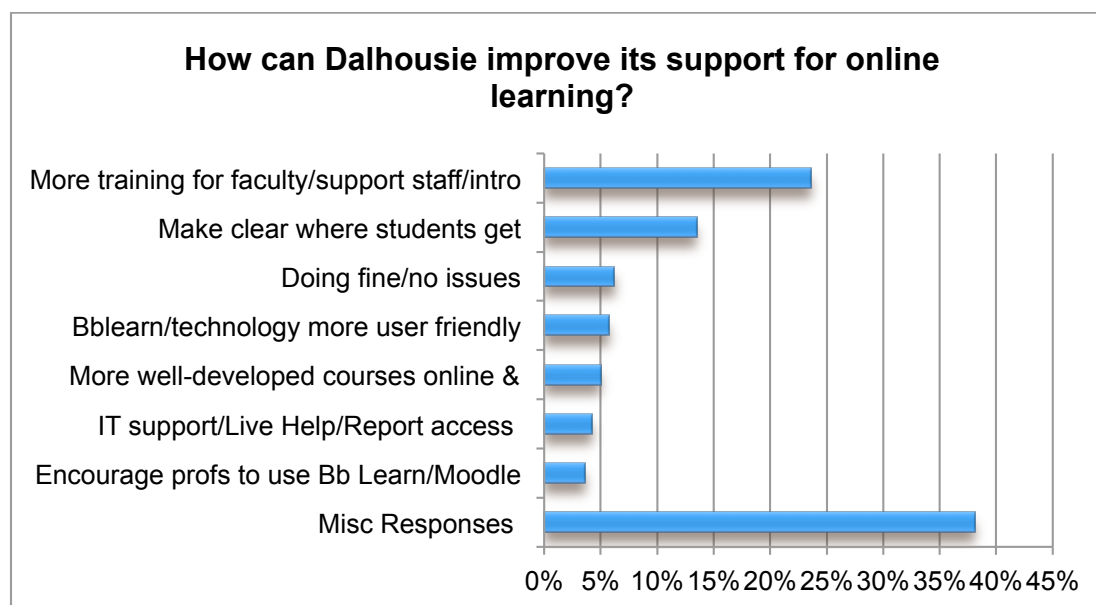 How can Dalhousie improve its support for online
learning?
More training for faculty/support staff/intro
Make clear where students get
Doing fine/no issues
Bblearn/technology more user friendly
More well-developed courses online &
IT support/Live Help/Report access
Encourage profs to use Bb Learn/Moodle
Misc Responses
0% 5% 10% 15% 20% 25% 30% 35% 40% 45%